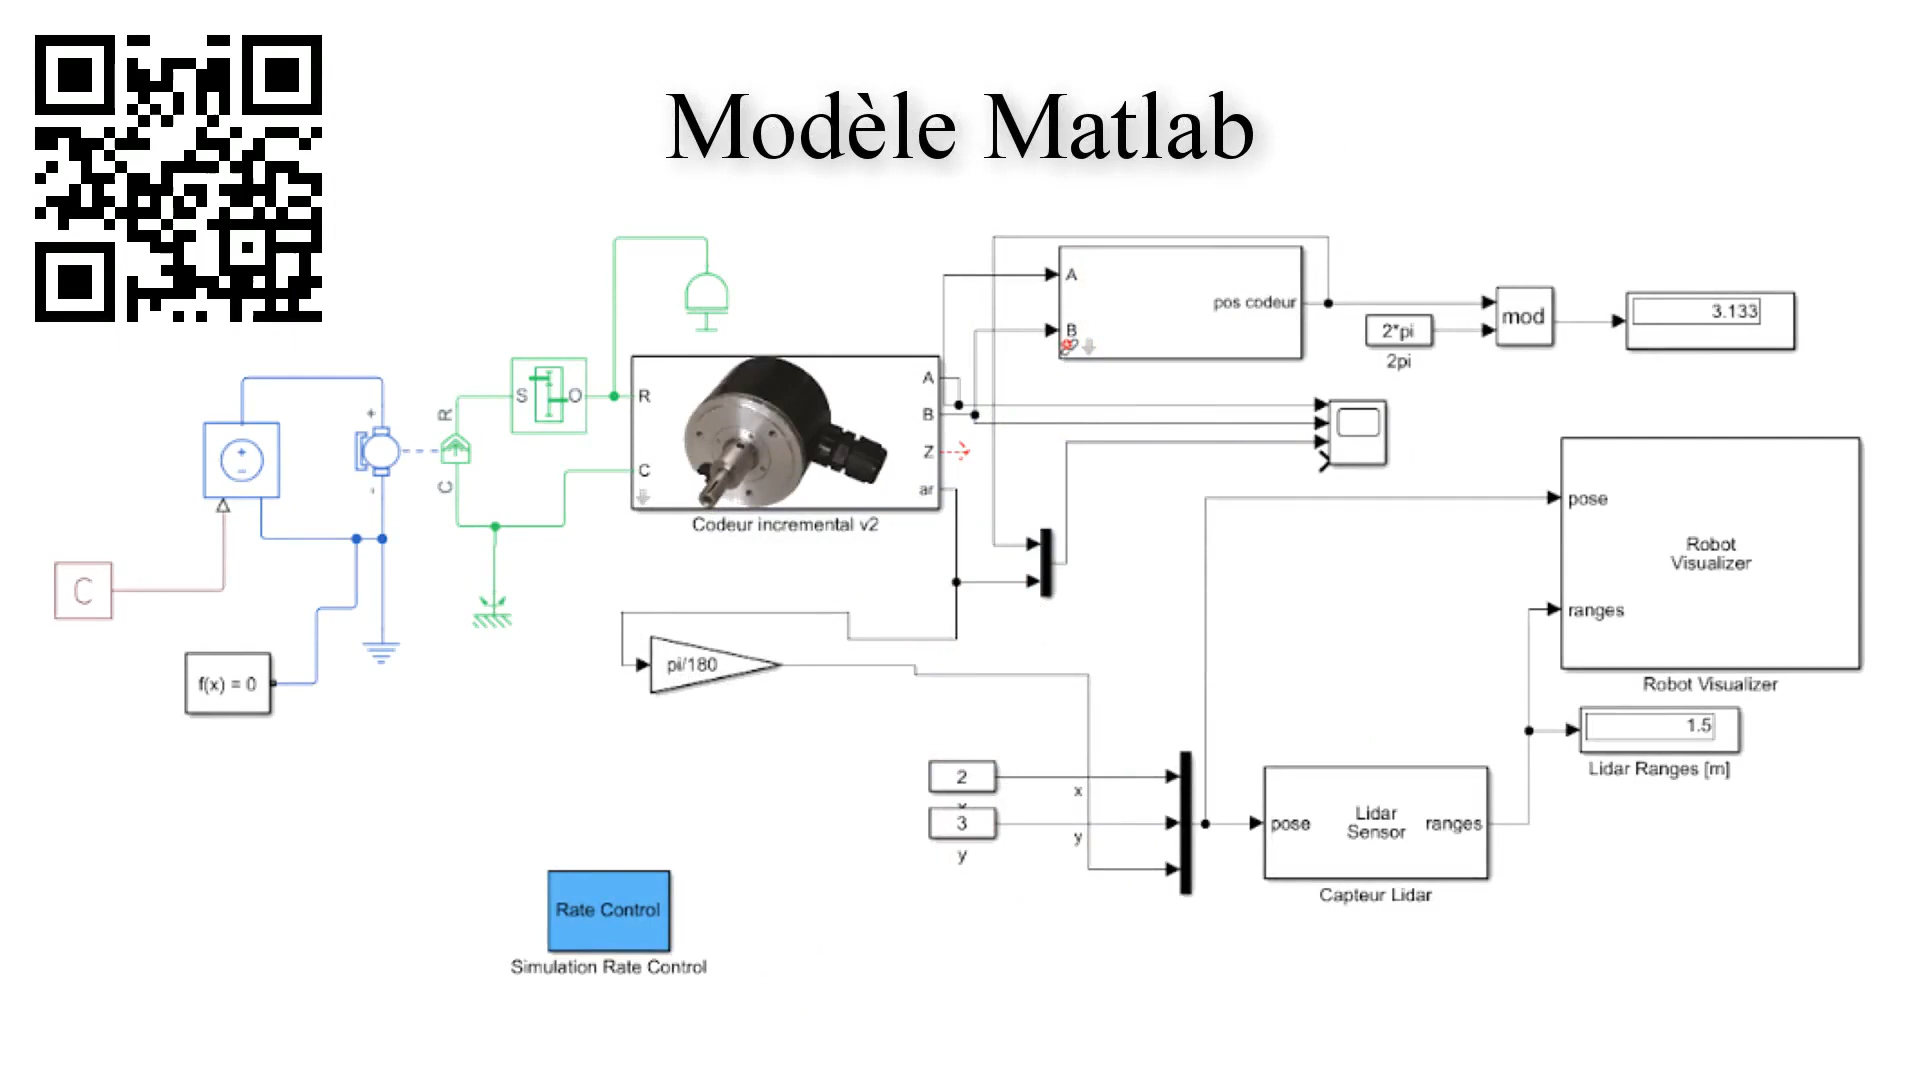 Modèle Matlab
A
pos codeur
B
2*pi
2pi
mod
3.133
S
O
R
C
R
C
A
B
Z
ar
Codeur incremental v2
+
-
+
-
C
f(x) = 0
pi/180
pose
Robot
Visualizer
ranges
Robot Visualizer
1.5
Lidar Ranges [m]
2
x
x
3
y
y
pose
Lidar
Sensor
ranges
Capteur Lidar
Rate Control
Simulation Rate Control